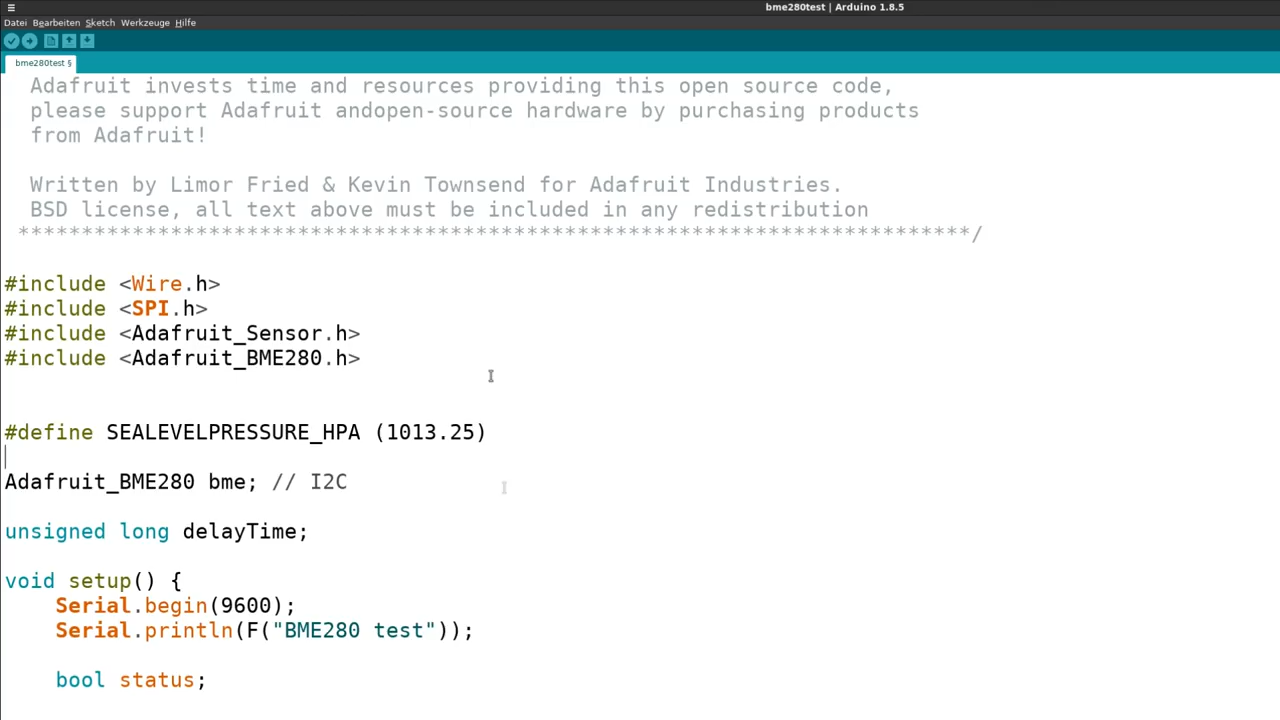 bme280test | Arduino 1.8.5
Datei Bearbeiten Sketch Werkzeuge Hilfe
bme280test §
Adafruit invests time and resources providing this open source code,
please support Adafruit andopen-source hardware by purchasing products
from Adafruit!
Written by Limor Fried & Kevin Townsend for Adafruit Industries.
BSD license, all text above must be included in any redistribution
***************************************************************************/
#include <Wire.h>
#include <SPI.h>
#include <Adafruit_Sensor.h>
#include <Adafruit_BME280.h>
#define SEALEVELPRESSURE_HPA (1013.25)
Adafruit_BME280 bme; // I2C
unsigned long delayTime;
void setup() {
Serial.begin(9600);
Serial.println(F("BME280 test"));
bool status;